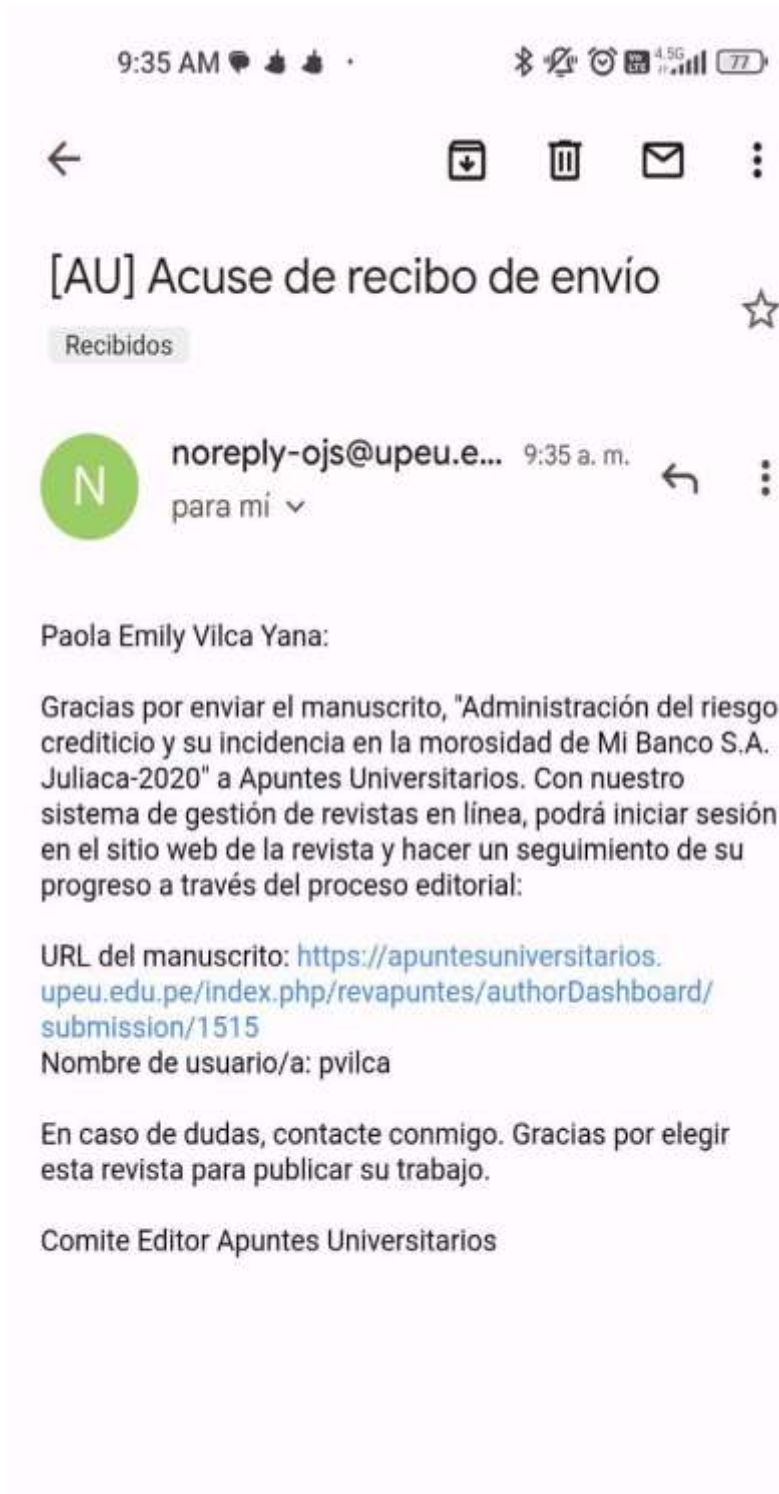 9:35 AM
4.5G
Vo LTE
77
[AU] Acuse de recibo de envío
Recibidos
N
noreply-ojs@upeu.e... 9:35 a. m.
para mí
Paola Emily Vilca Yana:
Gracias por enviar el manuscrito, "Administración del riesgo
crediticio y su incidencia en la morosidad de Mi Banco S.A.
Juliaca-2020" a Apuntes Universitarios. Con nuestro
sistema de gestión de revistas en línea, podrá iniciar sesión
en el sitio web de la revista y hacer un seguimiento de su
progreso a través del proceso editorial:
URL del manuscrito: https://apuntesuniversitarios.
upeu.edu.pe/index.php/revapuntes/authorDashboard/
submission/1515
Nombre de usuario/a: pvilca
En caso de dudas, contacte conmigo. Gracias por elegir
esta revista para publicar su trabajo.
Comite Editor Apuntes Universitarios